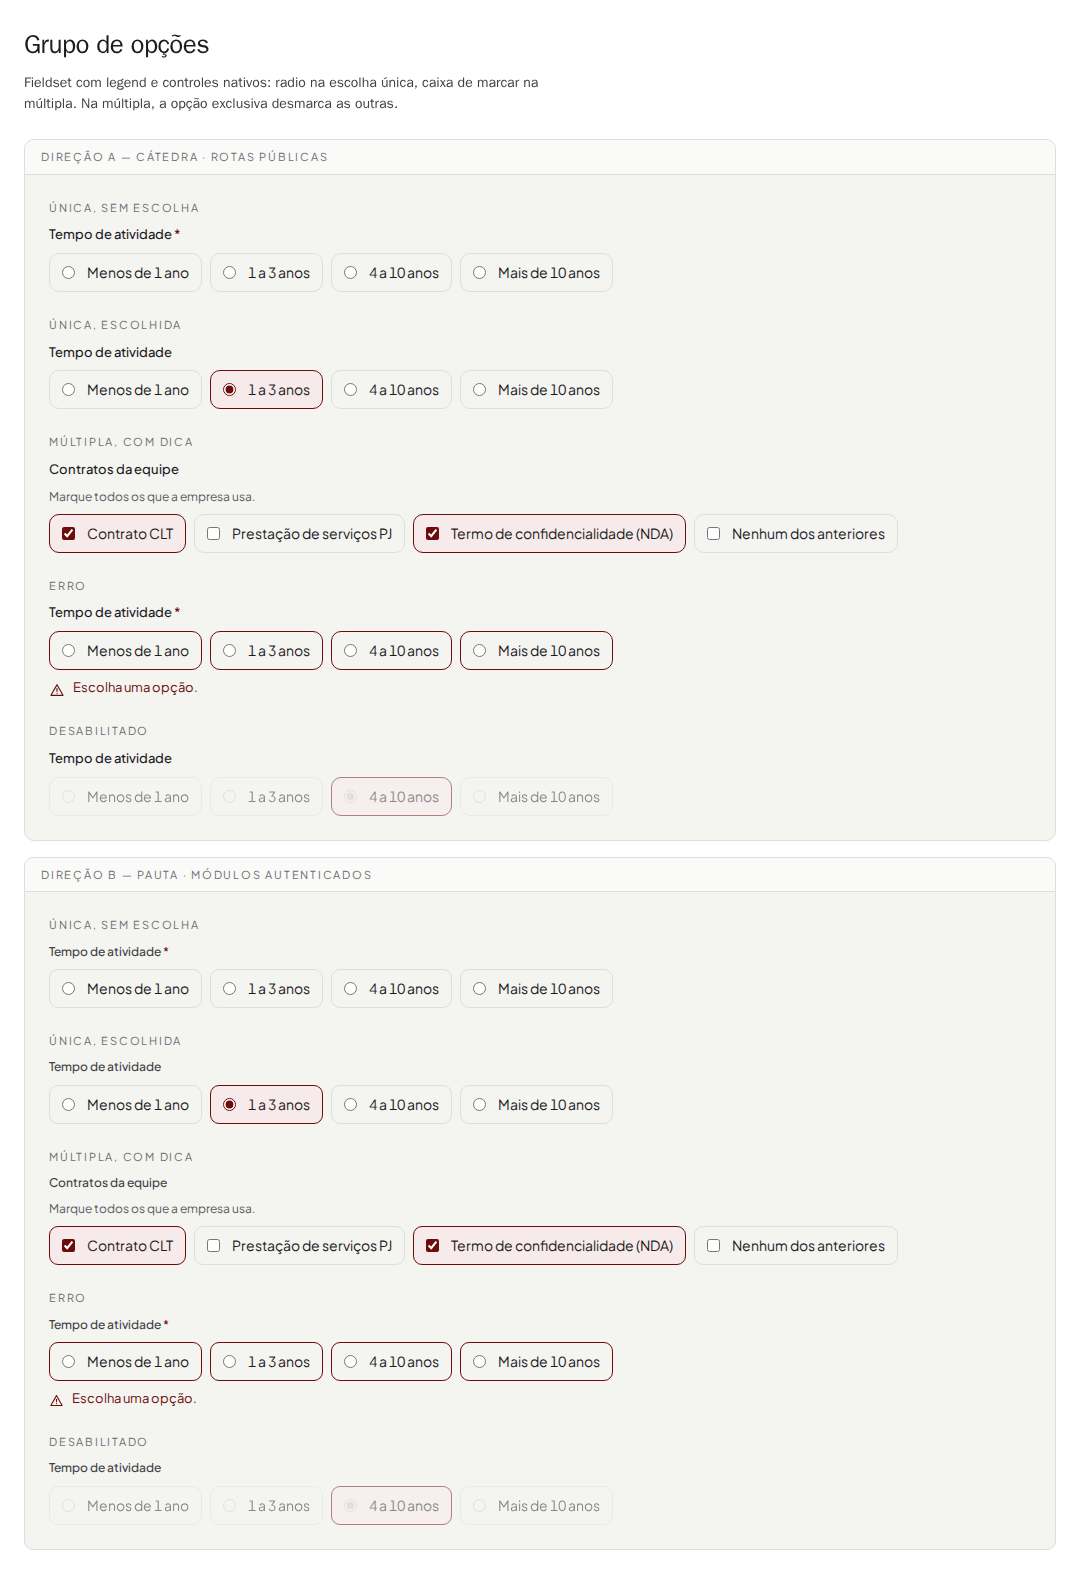 Grupo de opções
Fieldset com legend e controles nativos: radio na escolha única, caixa de marcar na
múltipla. Na múltipla, a opção exclusiva desmarca as outras.
DIREÇÃO A — CÁTEDRA · ROTAS PÚBLICAS
ÚNICA, SEM ESCOLHA
Tempo de atividade *
Menos de 1 ano 1 a 3 anos 4 a 10 anos Mais de 10 anos
ÚNICA, ESCOLHIDA
Tempo de atividade
Menos de 1 ano 1 a 3 anos 4 a 10 anos Mais de 10 anos
MÚLTIPLA, COM DICA
Contratos da equipe
Marque todos os que a empresa usa.
Contrato CLT Prestação de serviços PJ Termo de confidencialidade (NDA) Nenhum dos anteriores
ERRO
Tempo de atividade *
Menos de 1 ano 1 a 3 anos 4 a 10 anos Mais de 10 anos
Escolha uma opção.
DESABILITADO
Tempo de atividade
Menos de 1 ano 1 a 3 anos 4 a 10 anos Mais de 10 anos
DIREÇÃO B — PAUTA · MÓDULOS AUTENTICADOS
ÚNICA, SEM ESCOLHA
Tempo de atividade *
Menos de 1 ano 1 a 3 anos 4 a 10 anos Mais de 10 anos
ÚNICA, ESCOLHIDA
Tempo de atividade
Menos de 1 ano 1 a 3 anos 4 a 10 anos Mais de 10 anos
MÚLTIPLA, COM DICA
Contratos da equipe
Marque todos os que a empresa usa.
Contrato CLT Prestação de serviços PJ Termo de confidencialidade (NDA) Nenhum dos anteriores
ERRO
Tempo de atividade *
Menos de 1 ano 1 a 3 anos 4 a 10 anos Mais de 10 anos
Escolha uma opção.
DESABILITADO
Tempo de atividade
Menos de 1 ano 1 a 3 anos 4 a 10 anos Mais de 10 anos